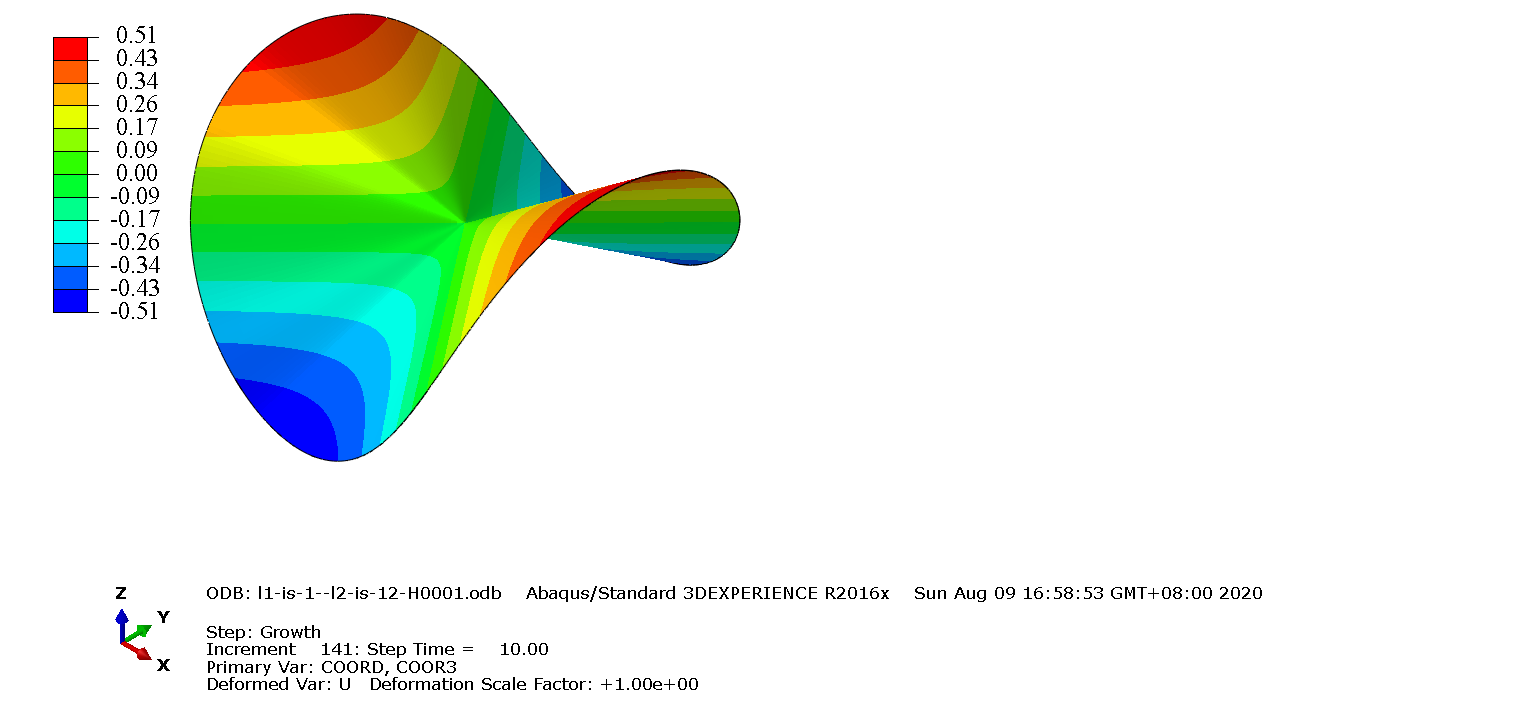 0.51
0.43
0.34
0.26
0.17
0.09
0.00
-0.09
-0.17
-0.26
-0.34
-0.43
-0.51
Z
Y
X
ODB: l1-is-1--l2-is-12-H0001.odb    Abaqus/Standard 3DEXPERIENCE R2016x    Sun Aug 09 16:58:53 GMT+08:00 2020
Step: Growth
Increment    141: Step Time =    10.00
Primary Var: COORD, COOR3
Deformed Var: U   Deformation Scale Factor: +1.00e+00